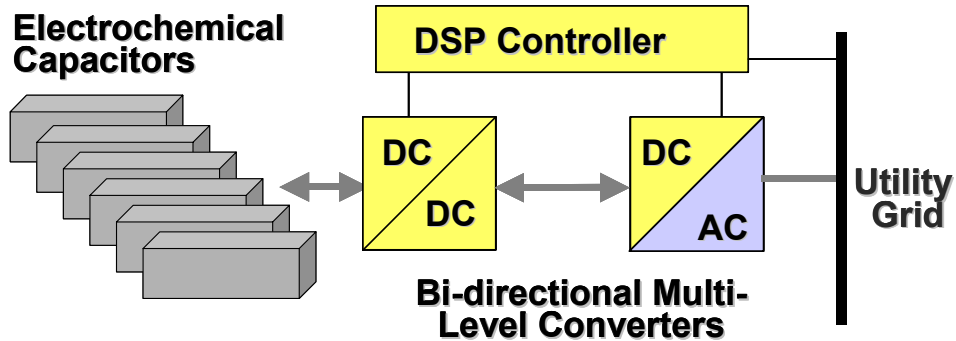 Electrochemical
Capacitors
DSP Controller
DC
DC
DC
AC
Utility
Grid
Bi-directional Multi-
Level Converters